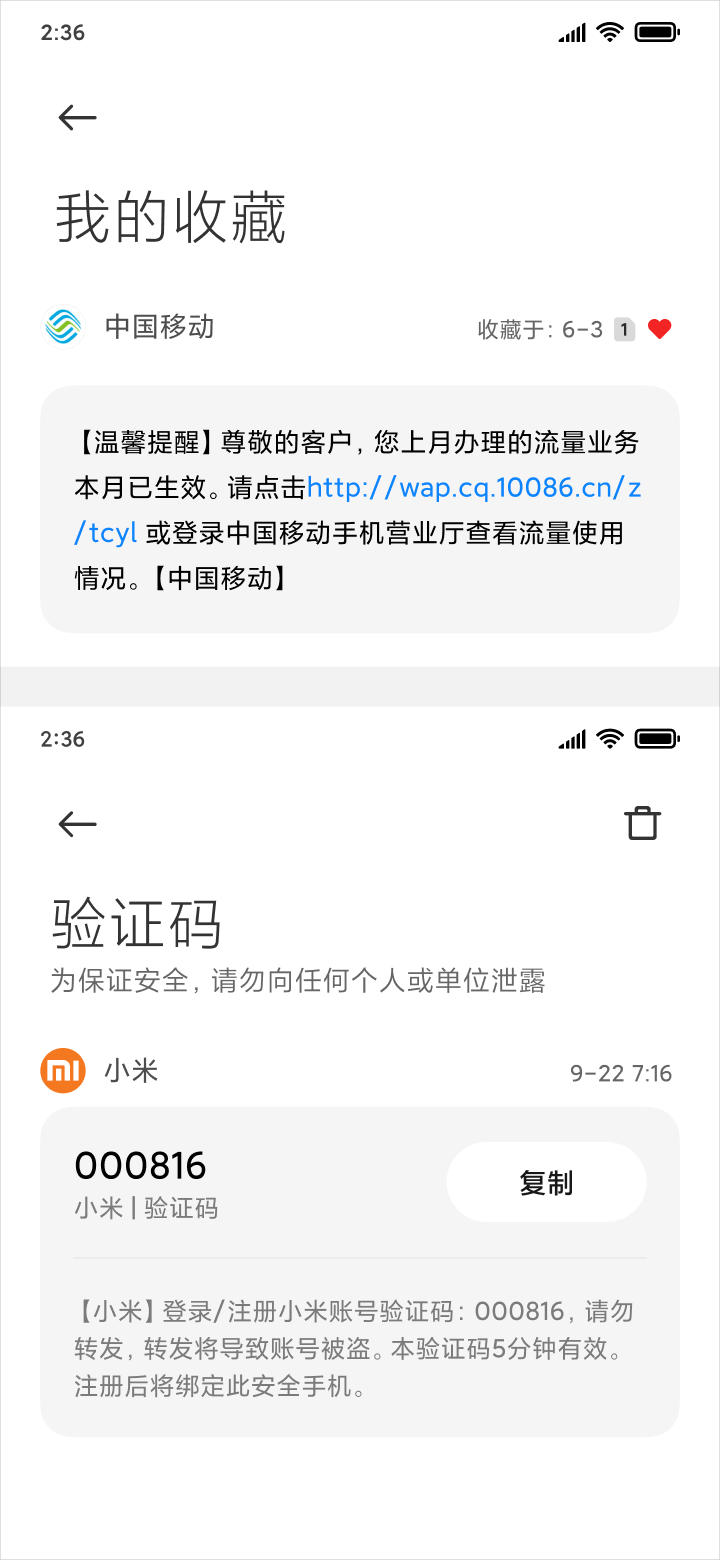 2:36
我的收藏
中国移动
收藏于: 6-3 1
【温馨提醒】尊敬的客户, 您上月办理的流量业务
本月已生效。请点击http://wap.cq.10086.cn/z
/tcyl 或登录中国移动手机营业厅查看流量使用
情况。【中国移动】
2:36
验证码
为保证安全, 请勿向任何个人或单位泄露
小米
9-22 7:16
000816
小米 | 验证码
复制
【小米】登录/注册小米账号验证码: 000816, 请勿
转发, 转发将导致账号被盗。本验证码5分钟有效。
注册后将绑定此安全手机。